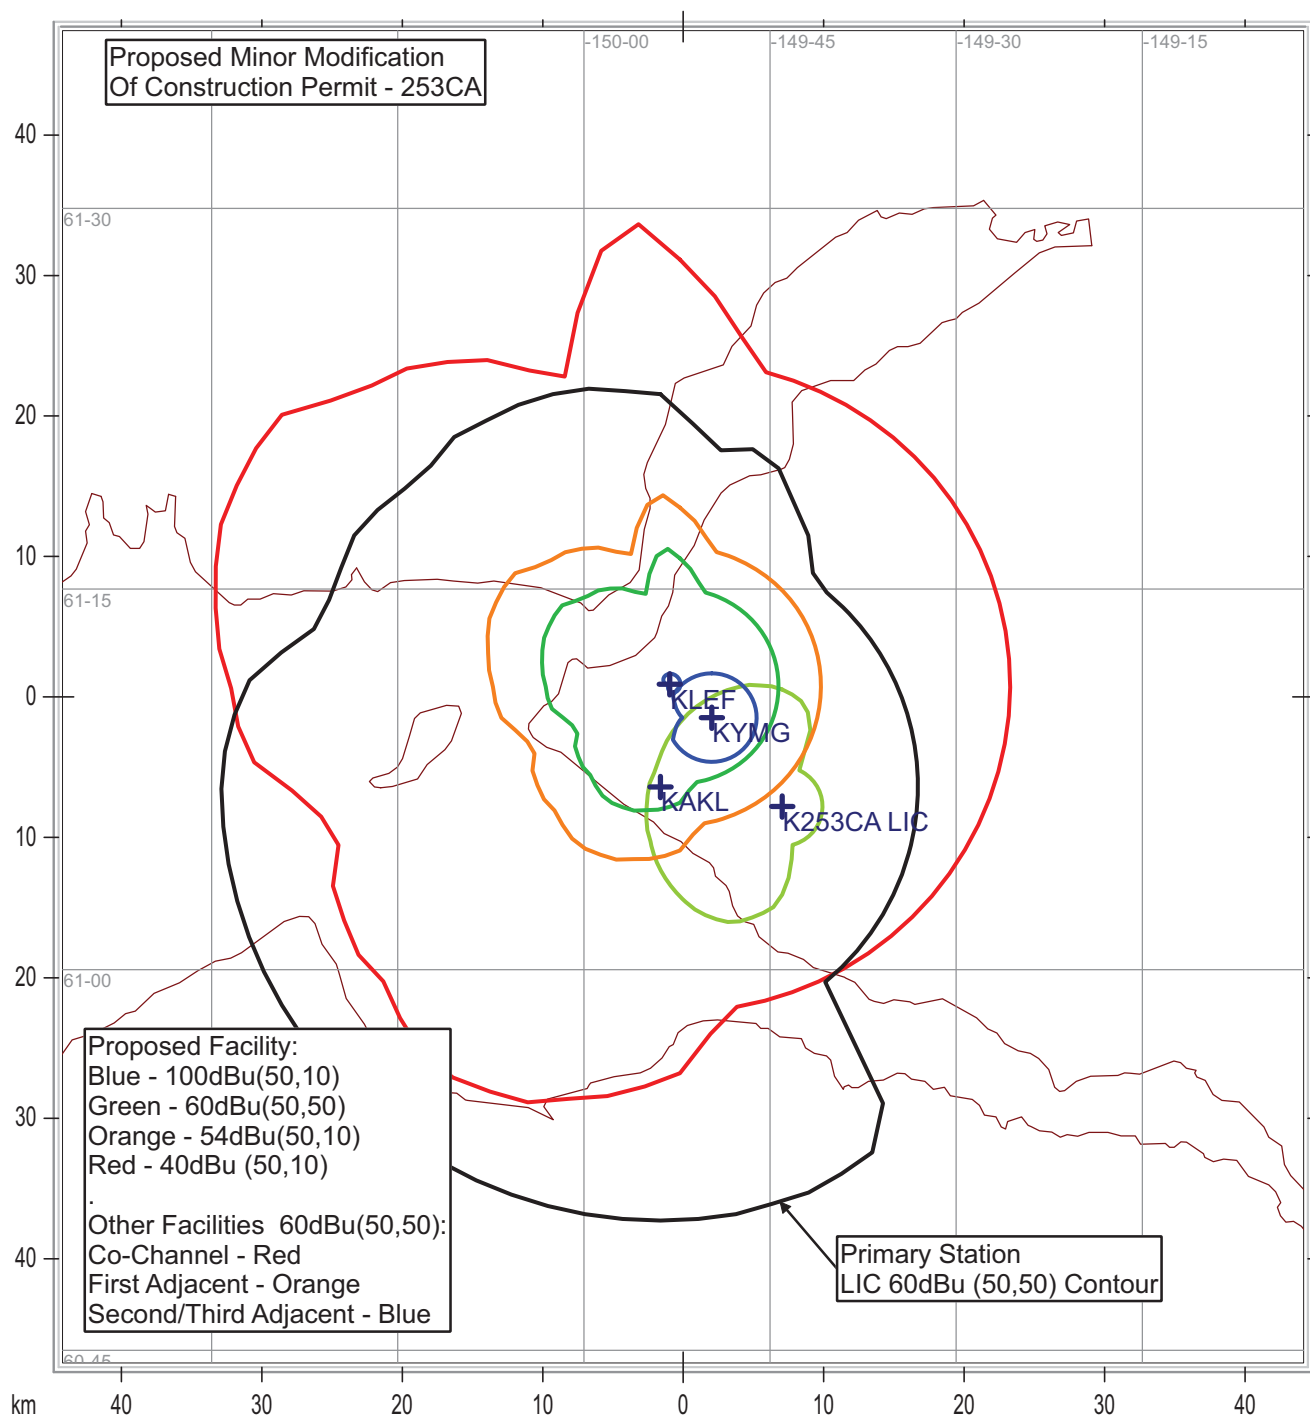 Proposed Minor Modification
Of Construction Permit - 253CA
-150-00
-149-45
-149-30
-149-15
40
61-30
30
20
10
61-15
0
KLEF
KYMG
KAKL
K253CA LIC
10
20
61-00
30
40
Proposed Facility:
Blue - 100dBu(50,10)
Green - 60dBu(50,50)
Orange - 54dBu(50,10)
Red - 40dBu (50,10)
.
Other Facilities  60dBu(50,50):
Co-Channel - Red
First Adjacent - Orange
Second/Third Adjacent - Blue
Primary Station
LIC 60dBu (50,50) Contour
60-45
km
40
30
20
10
0
10
20
30
40